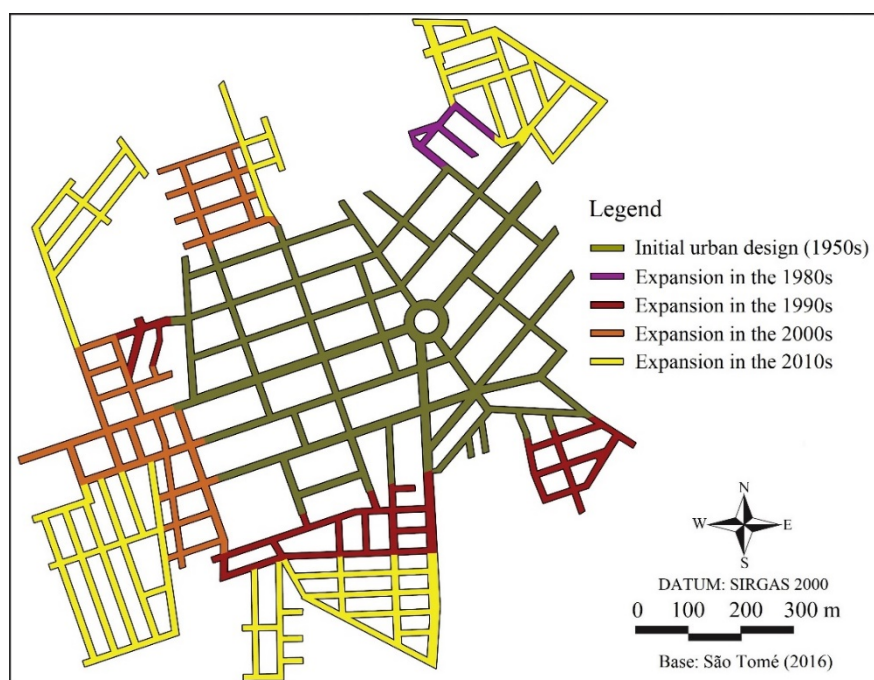 Legend
Initial urban design (1950s)
Expansion in the 1980s
Expansion in the 1990s
Expansion in the 2000s
Expansion in the 2010s
N
W E
S
DATUM: SIRGAS 2000
0 100 200 300 m
Base: São Tomé (2016)